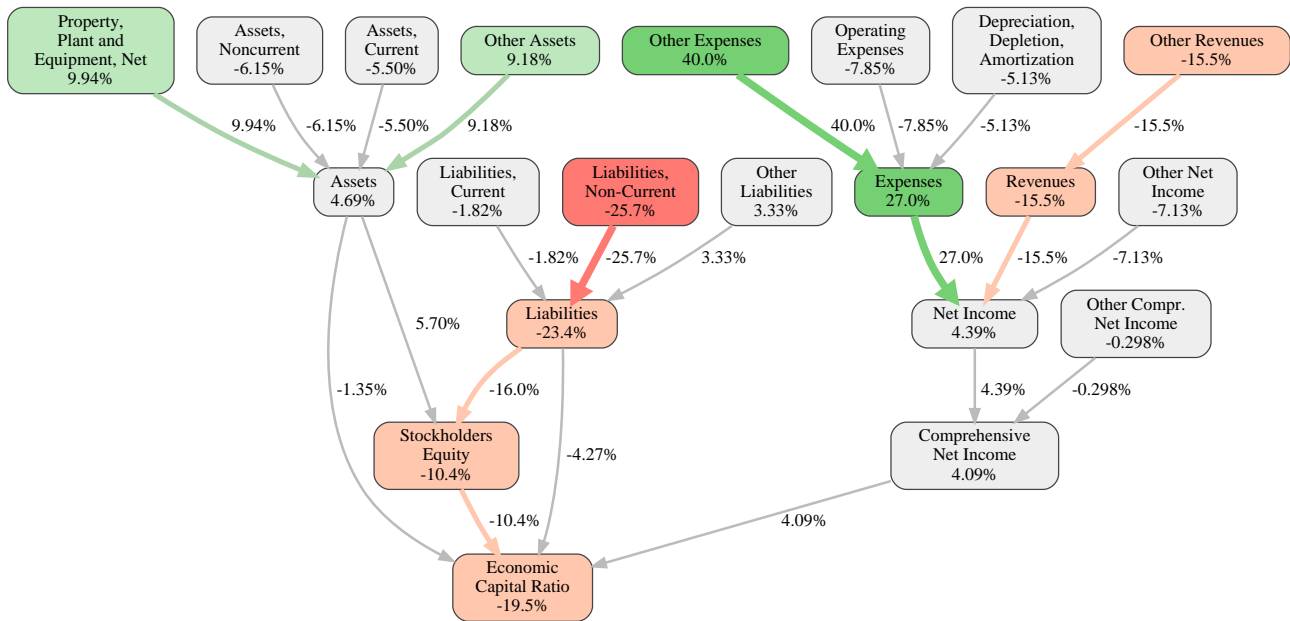 Property,
Plant and
Equipment, Net
9.94%
Assets,
Noncurrent
-6.15%
Assets,
Current
-5.50%
Other Assets
9.18%
Other Expenses
40.0%
Operating
Expenses
-7.85%
Depreciation,
Depletion,
Amortization
-5.13%
Other Revenues
-15.5%
9.94%
-6.15%
-5.50%
9.18%
40.0%
-7.85%
-5.13%
-15.5%
Assets
4.69%
Liabilities,
Current
-1.82%
Liabilities,
Non-Current
-25.7%
Other
Liabilities
3.33%
Expenses
27.0%
Revenues
-15.5%
Other Net
Income
-7.13%
-1.82%
-25.7%
3.33%
27.0%
-15.5%
-7.13%
Liabilities
-23.4%
Net Income
4.39%
Other Compr.
Net Income
-0.298%
5.70%
-1.35%
-16.0%
4.39%
-0.298%
Stockholders
Equity
-10.4%
-4.27%
Comprehensive
Net Income
4.09%
-10.4%
4.09%
Economic
Capital Ratio
-19.5%